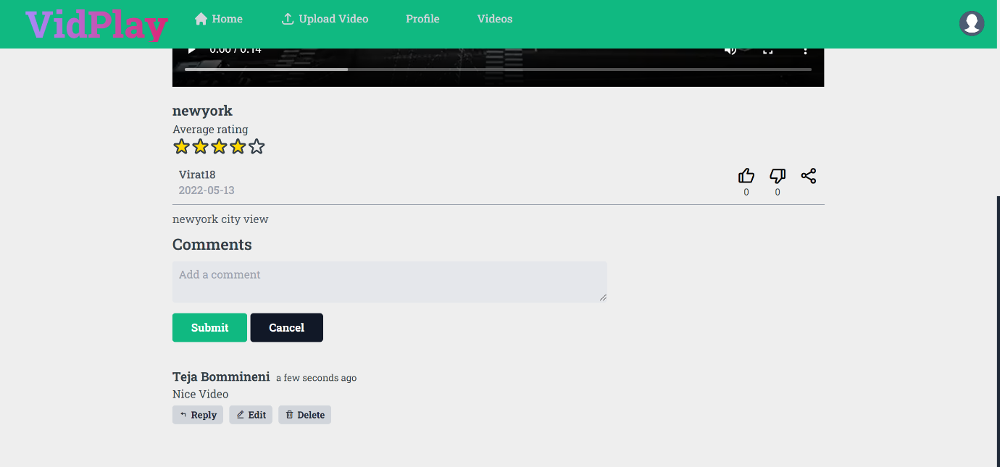 VidPlay Home Upload Video Profile Videos
0:00 / 0:14
newyork
Average rating
Virat18
2022-05-13
0 0
newyork city view
Comments
Add a comment
Submit Cancel
Teja Bommineni a few seconds ago
Nice Video
Reply Edit Delete